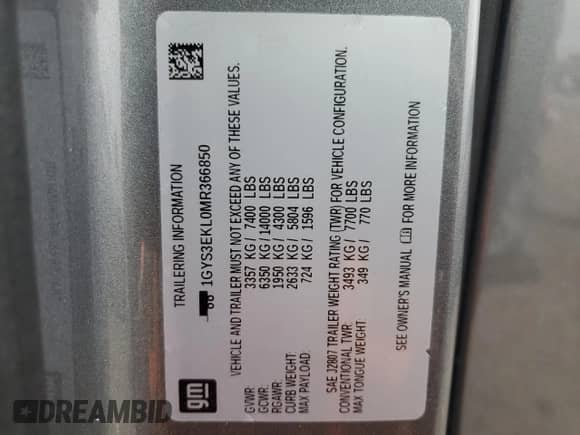 TRAILERING INFORMATION
1GYS3EKL0MR366850
VEHICLE AND TRAILER MUST NOT EXCEED ANY OF THESE VALUES.
GVWR: 3357 KG / 7400 LBS
GCWR: 6350 KG / 14000 LBS
RGAWR: 1950 KG / 4300 LBS
CURB WEIGHT: 2633 KG / 5804 LBS
MAX PAYLOAD: 724 KG / 1596 LBS
SAE J2807 TRAILER WEIGHT RATING (TWR) FOR VEHICLE CONFIGURATION.
CONVENTIONAL TWR: 3493 KG / 7700 LBS
MAX TONGUE WEIGHT: 349 KG / 770 LBS
SEE OWNER'S MANUAL FOR MORE INFORMATION
gm
DREAMBID